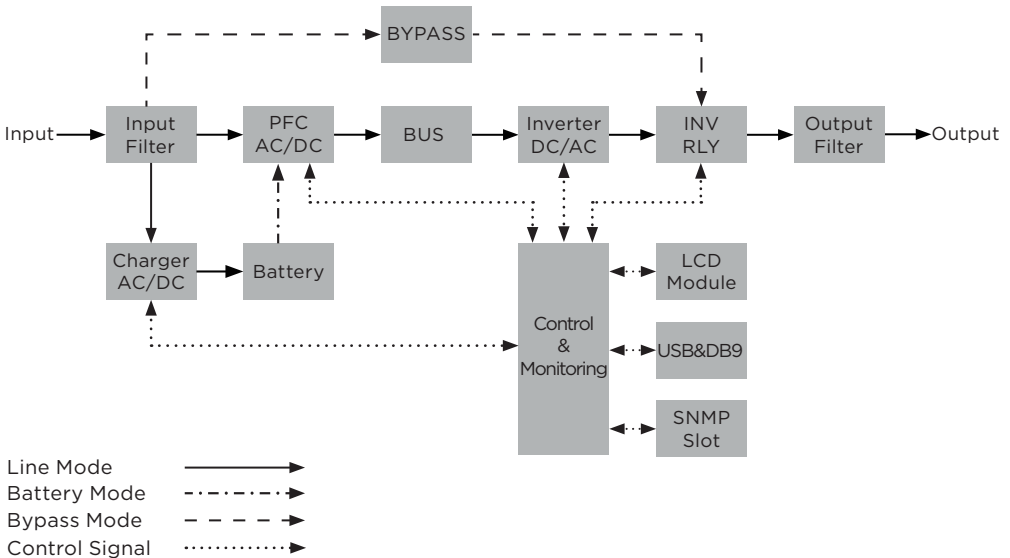 BYPASS
Input
Input
Filter
PFC
AC/DC
BUS
Inverter
DC/AC
INV
RLY
Output
Filter
Output
Charger
AC/DC
Battery
Control
&
Monitoring
LCD
Module
USB&DB9
SNMP
Slot
Line Mode
Battery Mode
Bypass Mode
Control Signal